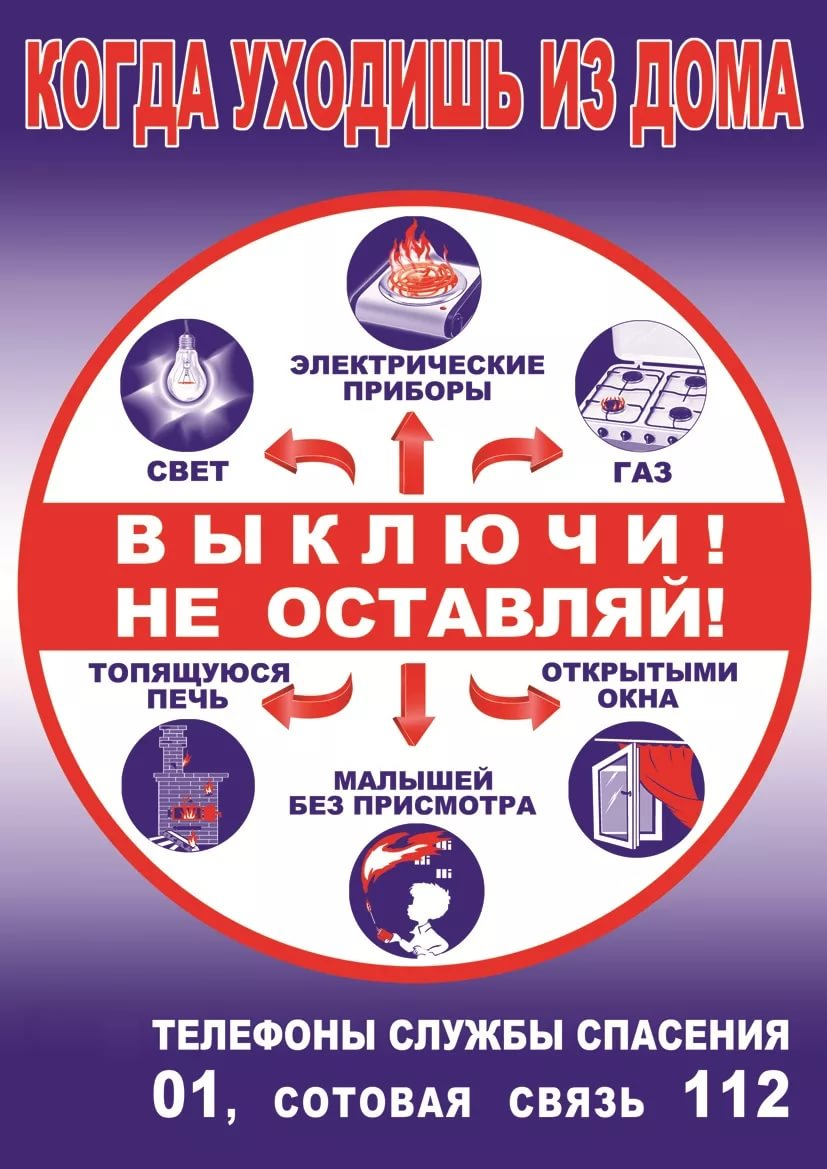 КОГДА УХОДИШЬ ИЗ ДОМА
ЭЛЕКТРИЧЕСКИЕ
ПРИБОРЫ
СВЕТ
ГАЗ
ВЫКЛЮЧИ!
НЕ ОСТАВЛЯЙ!
ТОПЯЩУЮСЯ
ПЕЧЬ
ОТКРЫТЫМИ
ОКНА
МАЛЫШЕЙ
БЕЗ ПРИСМОТРА
ТЕЛЕФОНЫ СЛУЖБЫ СПАСЕНИЯ
01, СОТОВАЯ СВЯЗЬ 112